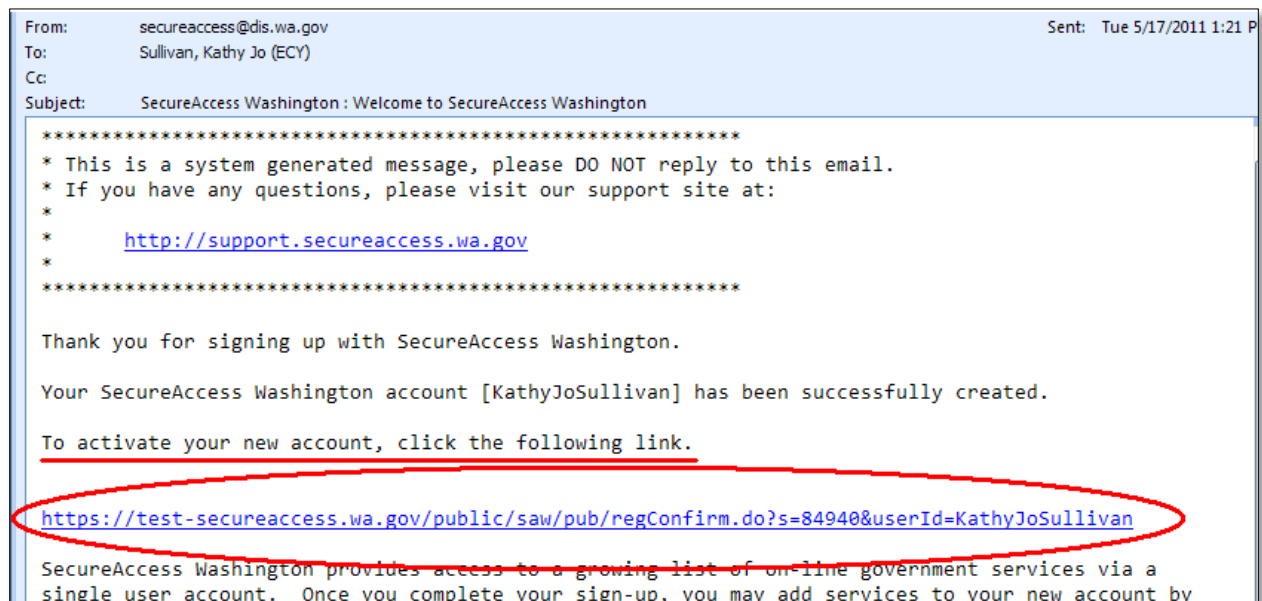 From: secureaccess@dis.wa.gov Sent: Tue 5/17/2011 1:21 P
To: Sullivan, Kathy Jo (ECY)
Cc:
Subject: SecureAccess Washington : Welcome to SecureAccess Washington
***********************************************************
* This is a system generated message, please DO NOT reply to this email.
* If you have any questions, please visit our support site at:
*
* http://support.secureaccess.wa.gov
*
***********************************************************
Thank you for signing up with SecureAccess Washington.
Your SecureAccess Washington account [KathyJoSullivan] has been successfully created.
To activate your new account, click the following link.
https://test-secureaccess.wa.gov/public/saw/pub/regConfirm.do?s=84940&userId=KathyJoSullivan
SecureAccess Washington provides access to a growing list of on-line government services via a
single user account. Once you complete your sign-up, you may add services to your new account by